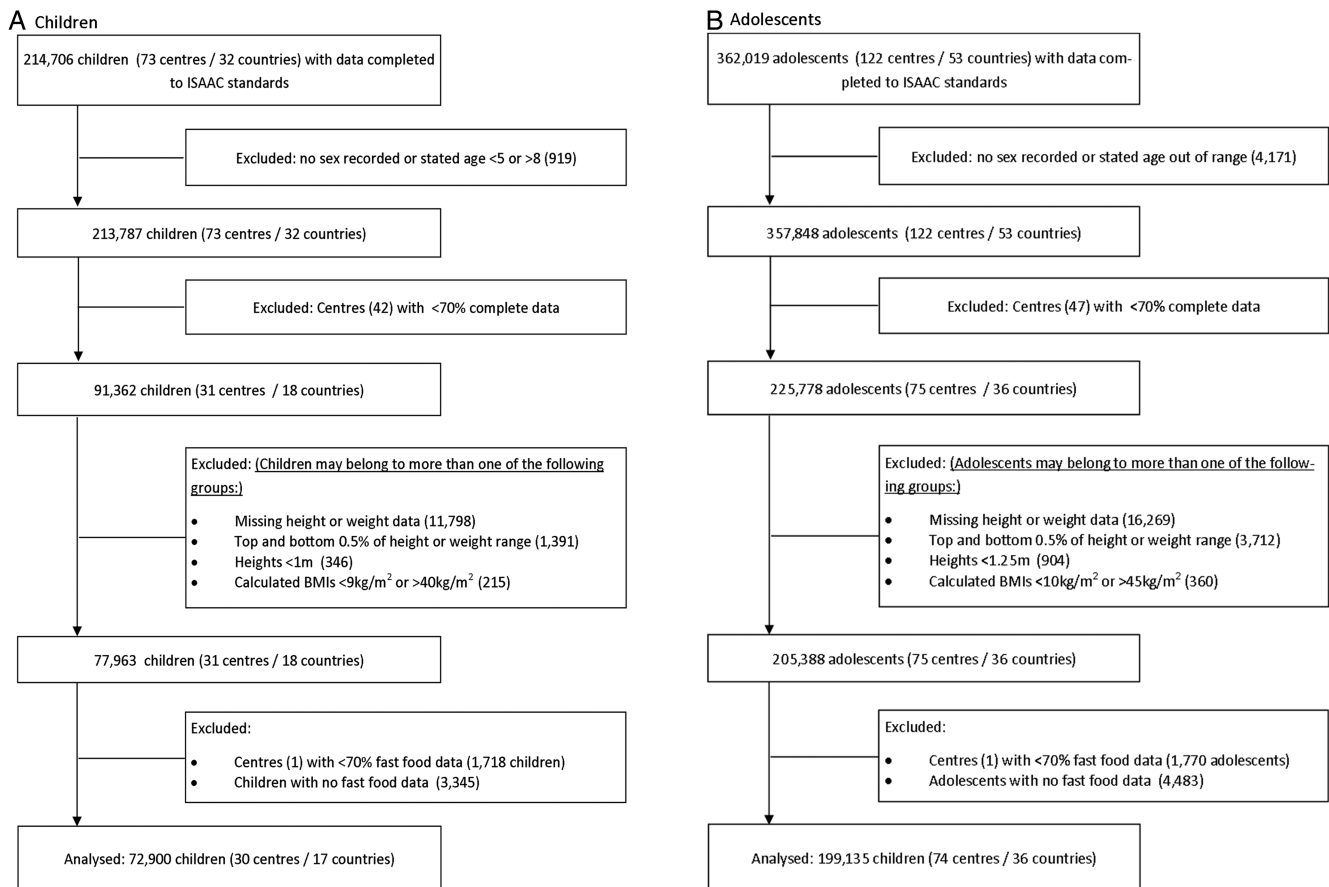 A Children
214,706 children (73 centres / 32 countries) with data completed
to ISAAC standards
Excluded: no sex recorded or stated age <5 or >8 (919)
213,787 children (73 centres / 32 countries)
Excluded: Centres (42) with <70% complete data
91,362 children (31 centres / 18 countries)
Excluded: (Children may belong to more than one of the following
groups:)
• Missing height or weight data (11,798)
• Top and bottom 0.5% of height or weight range (1,391)
• Heights <1m (346)
• Calculated BMIs <9kg/m² or >40kg/m² (215)
77,963 children (31 centres / 18 countries)
Excluded:
• Centres (1) with <70% fast food data (1,718 children)
• Children with no fast food data (3,345)
Analysed: 72,900 children (30 centres / 17 countries)
B Adolescents
362,019 adolescents (122 centres / 53 countries) with data com-
pleted to ISAAC standards
Excluded: no sex recorded or stated age out of range (4,171)
357,848 adolescents (122 centres / 53 countries)
Excluded: Centres (47) with <70% complete data
225,778 adolescents (75 centres / 36 countries)
Excluded: (Adolescents may belong to more than one of the follow-
ing groups:)
• Missing height or weight data (16,269)
• Top and bottom 0.5% of height or weight range (3,712)
• Heights <1.25m (904)
• Calculated BMIs <10kg/m² or >45kg/m² (360)
205,388 adolescents (75 centres / 36 countries)
Excluded:
• Centres (1) with <70% fast food data (1,770 adolescents)
• Adolescents with no fast food data (4,483)
Analysed: 199,135 children (74 centres / 36 countries)